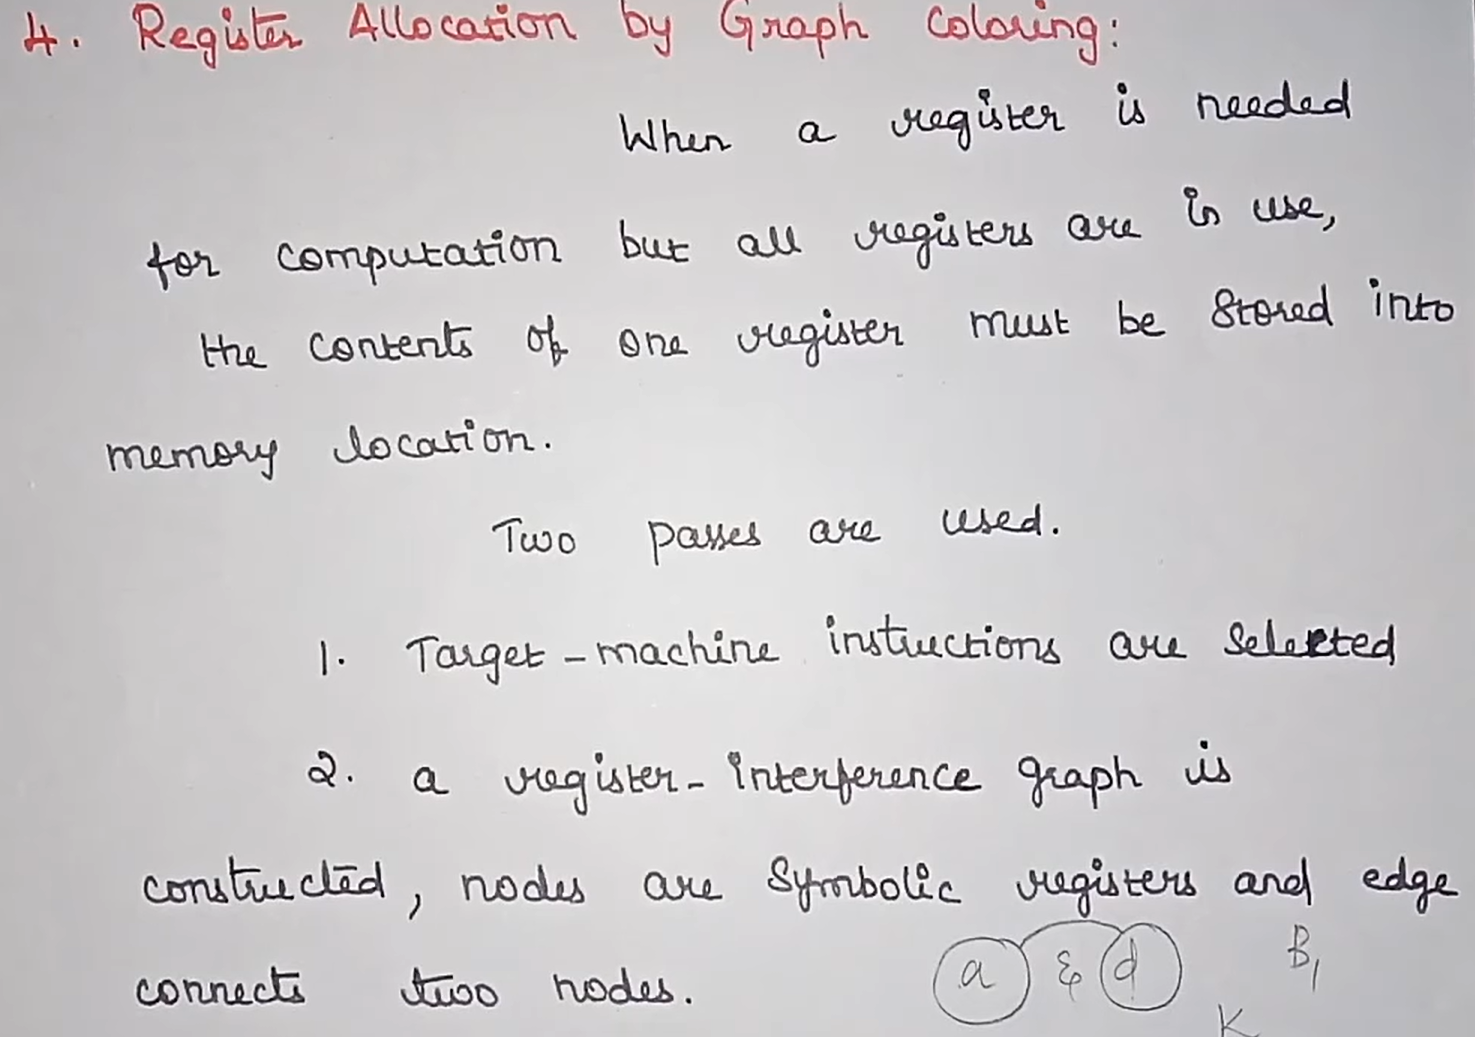 4. Register Allocation by Graph Coloring:
When a register is needed
for computation but all registers are in use,
the contents of one register must be stored into
memory location.
Two passes are used.
1. Target-machine instructions are selected
2. a register-interference graph is
constructed, nodes are symbolic registers and edge
connects two nodes.
a & d
B1
K